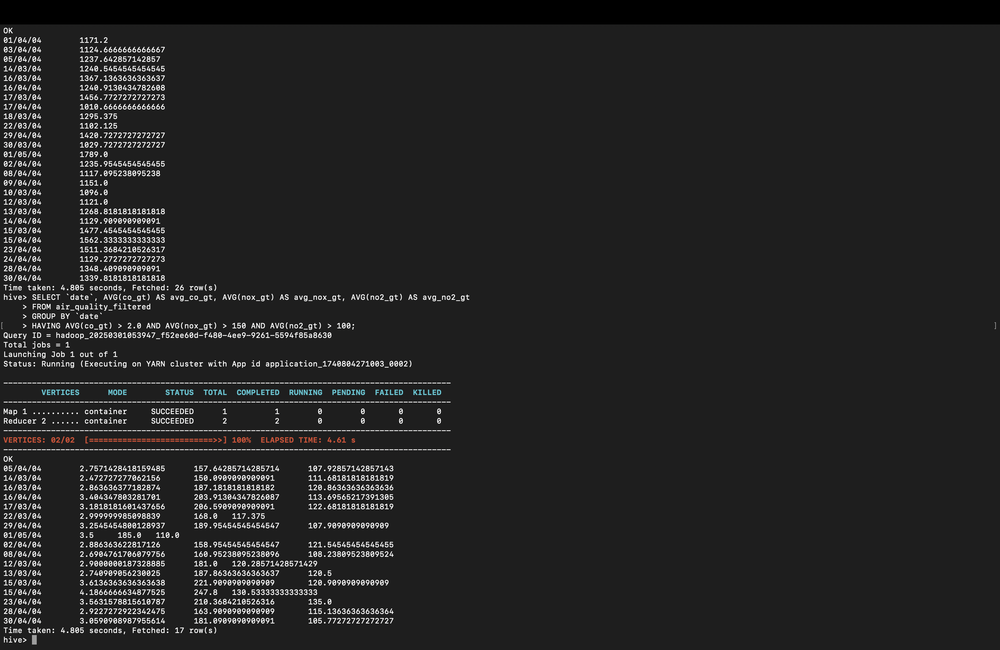 OK
01/04/04        1171.2
03/04/04        1124.6666666666667
05/04/04        1237.642857142857
14/03/04        1240.5454545454545
16/03/04        1367.1363636363637
16/04/04        1240.9130434782608
17/03/04        1456.7727272727273
17/04/04        1010.6666666666666
18/03/04        1295.375
22/03/04        1102.125
29/04/04        1420.7272727272727
30/03/04        1029.7272727272727
01/05/04        1789.0
02/04/04        1235.9545454545455
08/04/04        1117.095238095238
09/04/04        1151.0
10/03/04        1096.0
12/03/04        1121.0
13/03/04        1268.8181818181818
14/04/04        1129.909090909091
15/03/04        1477.4545454545455
15/04/04        1562.3333333333333
23/04/04        1511.3684210526317
24/04/04        1129.2727272727273
28/04/04        1348.409090909091
30/04/04        1339.8181818181818
Time taken: 4.805 seconds, Fetched: 26 row(s)
hive> SELECT `date`, AVG(co_gt) AS avg_co_gt, AVG(nox_gt) AS avg_nox_gt, AVG(no2_gt) AS avg_no2_gt
    > FROM air_quality_filtered
    > GROUP BY `date`
[    > HAVING AVG(co_gt) > 2.0 AND AVG(nox_gt) > 150 AND AVG(no2_gt) > 100; ]
Query ID = hadoop_20250301053947_f52ee60d-f480-4ee9-9261-5594f85a8630
Total jobs = 1
Launching Job 1 out of 1
Status: Running (Executing on YARN cluster with App id application_1740804271003_0002)
----------------------------------------------------------------------------------------------
        VERTICES      MODE        STATUS  TOTAL  COMPLETED  RUNNING  PENDING  FAILED  KILLED
----------------------------------------------------------------------------------------------
Map 1 .......... container     SUCCEEDED      1          1        0        0       0       0
Reducer 2 ...... container     SUCCEEDED      2          2        0        0       0       0
----------------------------------------------------------------------------------------------
VERTICES: 02/02  [==========================>>] 100%  ELAPSED TIME: 4.61 s
----------------------------------------------------------------------------------------------
OK
05/04/04        2.7571428418159485      157.64285714285714      107.92857142857143
14/03/04        2.472727277062156       150.0909090909091       111.68181818181819
16/03/04        2.863636377182874       187.1818181818182       120.86363636363636
16/04/04        3.404347803281701       203.91304347826087      113.69565217391305
17/03/04        3.1818181601437656      206.5909090909091       122.68181818181819
22/03/04        2.999999985098839       168.0   117.375
29/04/04        3.2545454800128937      189.95454545454547      107.9090909090909
01/05/04        3.5     185.0   110.0
02/04/04        2.886363622817126       158.95454545454547      121.54545454545455
08/04/04        2.6904761706079756      160.95238095238096      108.23809523809524
12/03/04        2.9000000187328885      181.0   120.28571428571429
13/03/04        2.740909056230025       187.86363636363637      120.5
15/03/04        3.6136363636363638      221.9090909090909       120.9090909090909
15/04/04        4.1866666634877525      247.8   130.53333333333333
23/04/04        3.5631578815610787      210.3684210526316       135.0
28/04/04        2.9227272922342475      163.9090909090909       115.13636363636364
30/04/04        3.0590908987955614      181.0909090909091       105.77272727272727
Time taken: 4.805 seconds, Fetched: 17 row(s)
hive>